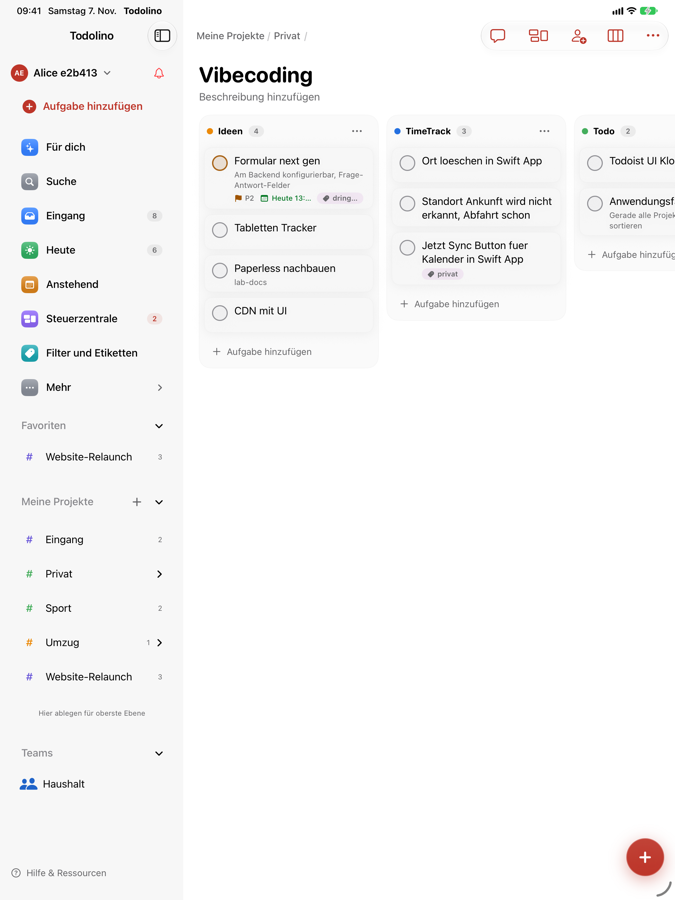 09:41 Samstag 7. Nov. Todolino
Todolino
AE Alice e2b413
Aufgabe hinzufügen
Für dich
Suche
Eingang 8
Heute 6
Anstehend
Steuerzentrale 2
Filter und Etiketten
Mehr
Favoriten
# Website-Relaunch 3
Meine Projekte
# Eingang 2
# Privat
# Sport 2
# Umzug 1
# Website-Relaunch 3
Hier ablegen für oberste Ebene
Teams
Haushalt
Hilfe & Ressourcen
Meine Projekte / Privat /
Vibecoding
Beschreibung hinzufügen
Ideen 4
Formular next gen
Am Backend konfigurierbar, Frage-
Antwort-Felder
P2 Heute 13:... dring...
Tabletten Tracker
Paperless nachbauen
lab-docs
CDN mit UI
Aufgabe hinzufügen
TimeTrack 3
Ort loeschen in Swift App
Standort Ankunft wird nicht
erkannt, Abfahrt schon
Jetzt Sync Button fuer
Kalender in Swift App
privat
Aufgabe hinzufügen
Todo 2
Todoist UI Klo
Anwendungsf
Gerade alle Projek
sortieren
Aufgabe hinzufüg